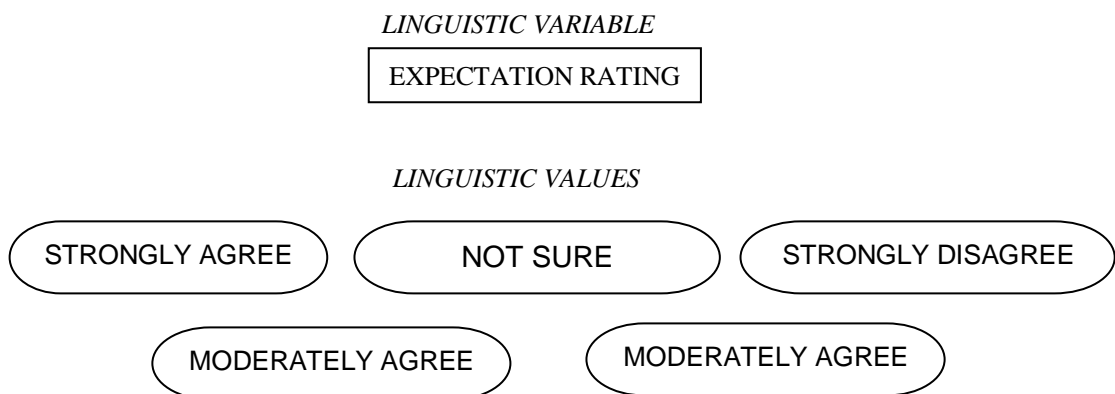 LINGUISTIC VARIABLE
EXPECTATION RATING
LINGUISTIC VALUES
STRONGLY AGREE
NOT SURE
STRONGLY DISAGREE
MODERATELY AGREE
MODERATELY AGREE